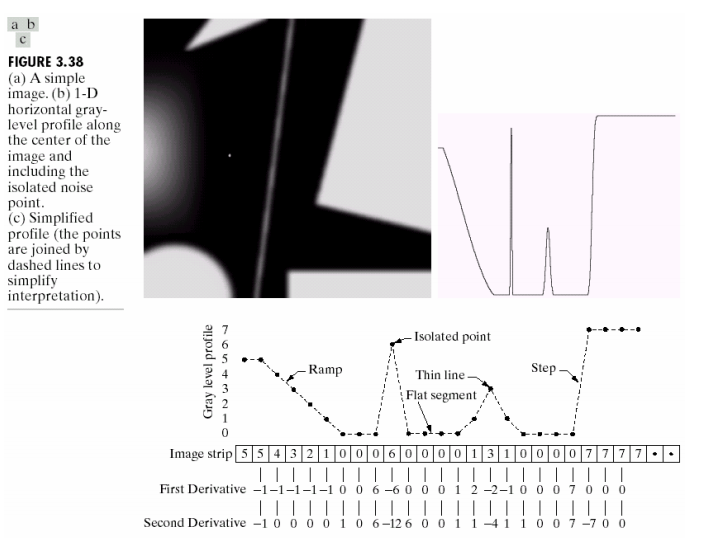 a b
c
FIGURE 3.38
(a) A simple
image. (b) 1-D
horizontal gray-
level profile along
the center of the
image and
including the
isolated noise
point.
(c) Simplified
profile (the points
are joined by
dashed lines to
simplify
interpretation).
Gray level profile
7
6
5
4
3
2
1
0
Isolated point
Ramp
Thin line
Flat segment
Step
Image strip 5 5 4 3 2 1 0 0 0 6 0 0 0 0 1 3 1 0 0 0 0 7 7 7 7 • •
First Derivative −1 −1 −1 −1 −1 0 0 6 −6 0 0 0 1 2 −2 −1 0 0 0 7 0 0 0
Second Derivative −1 0 0 0 0 1 0 6 −12 6 0 0 1 1 −4 1 1 0 0 7 −7 0 0